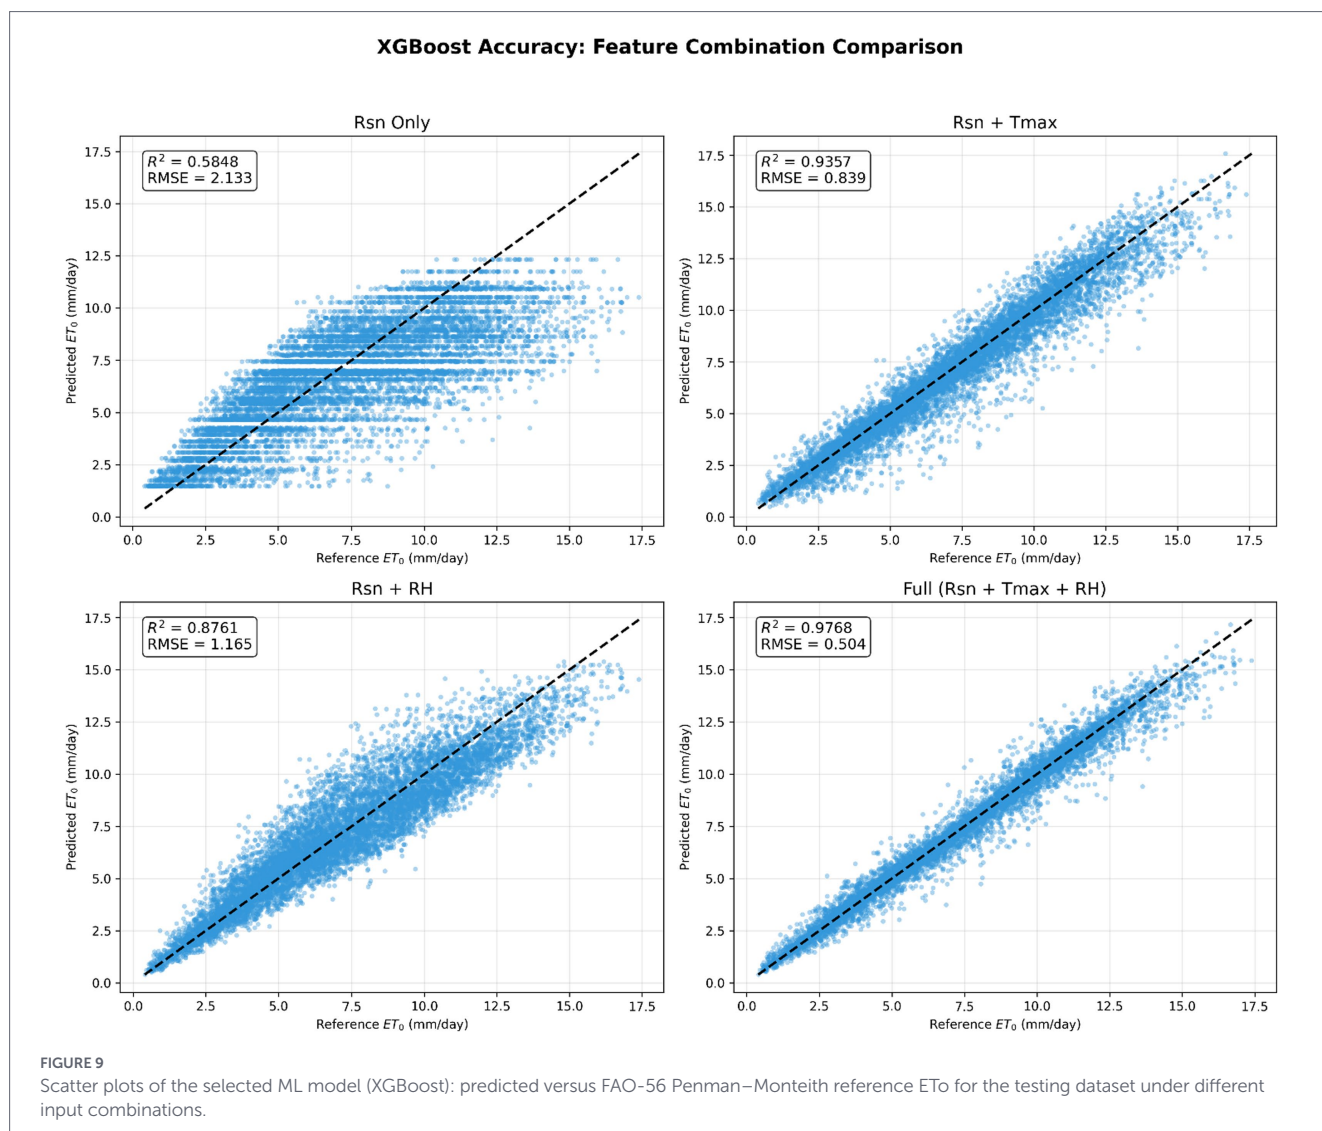 XGBoost Accuracy: Feature Combination Comparison
Rsn Only
R² = 0.5848
RMSE = 2.133
17.5
15.0
12.5
10.0
7.5
5.0
2.5
0.0
Predicted ET₀ (mm/day)
0.0 2.5 5.0 7.5 10.0 12.5 15.0 17.5
Reference ET₀ (mm/day)
Rsn + Tmax
R² = 0.9357
RMSE = 0.839
17.5
15.0
12.5
10.0
7.5
5.0
2.5
0.0
Predicted ET₀ (mm/day)
0.0 2.5 5.0 7.5 10.0 12.5 15.0 17.5
Reference ET₀ (mm/day)
Rsn + RH
R² = 0.8761
RMSE = 1.165
17.5
15.0
12.5
10.0
7.5
5.0
2.5
0.0
Predicted ET₀ (mm/day)
0.0 2.5 5.0 7.5 10.0 12.5 15.0 17.5
Reference ET₀ (mm/day)
Full (Rsn + Tmax + RH)
R² = 0.9768
RMSE = 0.504
17.5
15.0
12.5
10.0
7.5
5.0
2.5
0.0
Predicted ET₀ (mm/day)
0.0 2.5 5.0 7.5 10.0 12.5 15.0 17.5
Reference ET₀ (mm/day)
FIGURE 9
Scatter plots of the selected ML model (XGBoost): predicted versus FAO-56 Penman–Monteith reference ETo for the testing dataset under different
input combinations.